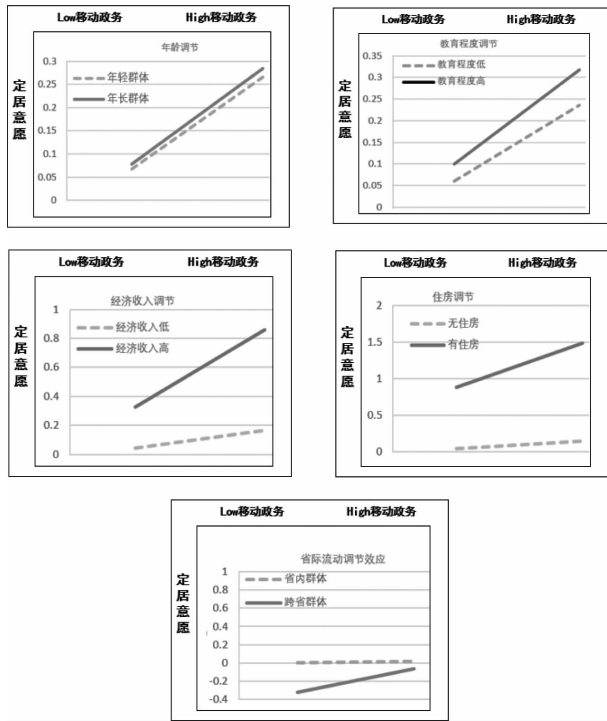 Low移动政务 High移动政务
年龄调节
定居意愿
0.3
0.25
0.2
0.15
0.1
0.05
0
年轻群体
年长群体
Low移动政务 High移动政务
教育程度调节
定居意愿
0.35
0.3
0.25
0.2
0.15
0.1
0.05
0
教育程度低
教育程度高
Low移动政务 High移动政务
经济收入调节
定居意愿
1
0.8
0.6
0.4
0.2
0
经济收入低
经济收入高
Low移动政务 High移动政务
住房调节
定居意愿
2
1.5
1
0.5
0
无住房
有住房
Low移动政务 High移动政务
省际流动调节效应
定居意愿
1
0.8
0.6
0.4
0.2
0
-0.2
-0.4
省内群体
跨省群体